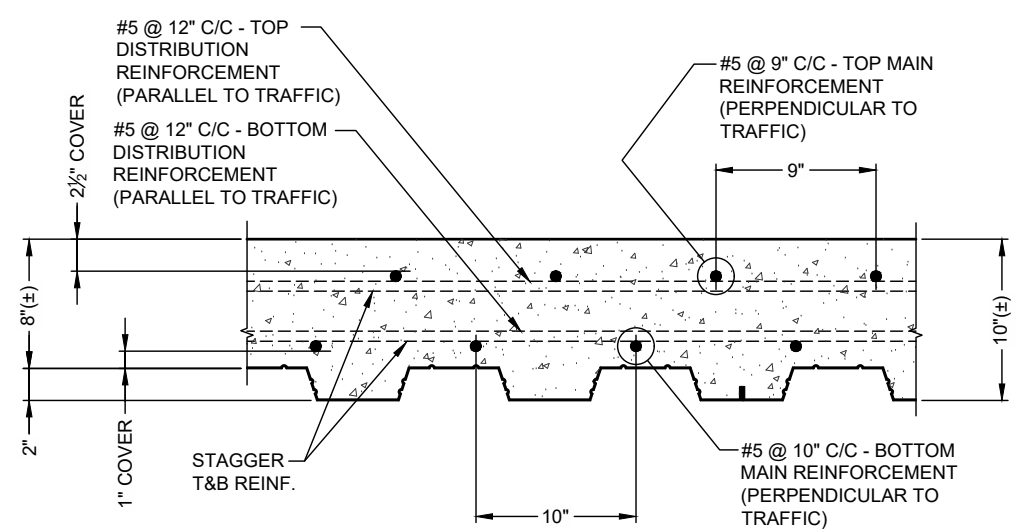 #5 @ 12" C/C - TOP
DISTRIBUTION
REINFORCEMENT
(PARALLEL TO TRAFFIC)
#5 @ 12" C/C - BOTTOM
DISTRIBUTION
REINFORCEMENT
(PARALLEL TO TRAFFIC)
#5 @ 9" C/C - TOP MAIN
REINFORCEMENT
(PERPENDICULAR TO
TRAFFIC)
9"
2½" COVER
8"(±)
2"
1" COVER
10"(±)
STAGGER
T&B REINF.
10"
#5 @ 10" C/C - BOTTOM
MAIN REINFORCEMENT
(PERPENDICULAR TO
TRAFFIC)